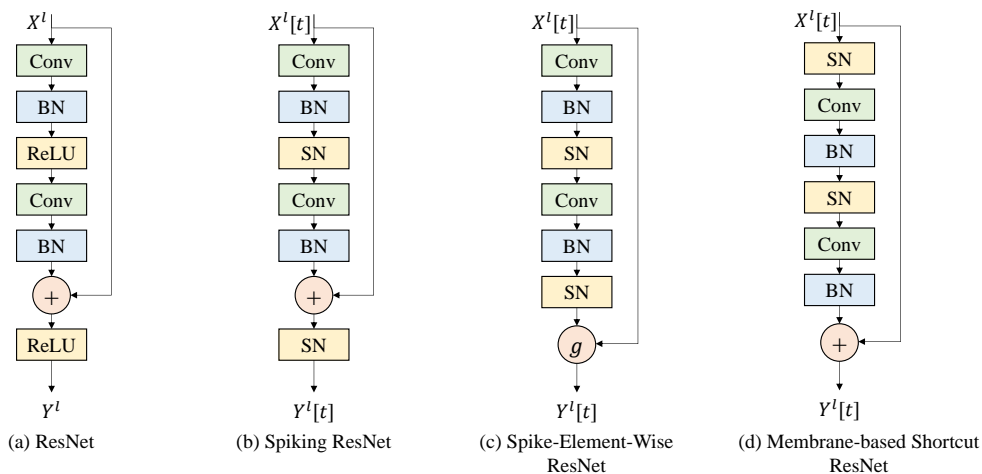 X^l
Conv
BN
ReLU
Conv
BN
+
ReLU
Y^l
(a) ResNet
X^l[t]
Conv
BN
SN
Conv
BN
+
SN
Y^l[t]
(b) Spiking ResNet
X^l[t]
Conv
BN
SN
Conv
BN
SN
g
Y^l[t]
(c) Spike-Element-Wise
ResNet
X^l[t]
SN
Conv
BN
SN
Conv
BN
+
Y^l[t]
(d) Membrane-based Shortcut
ResNet